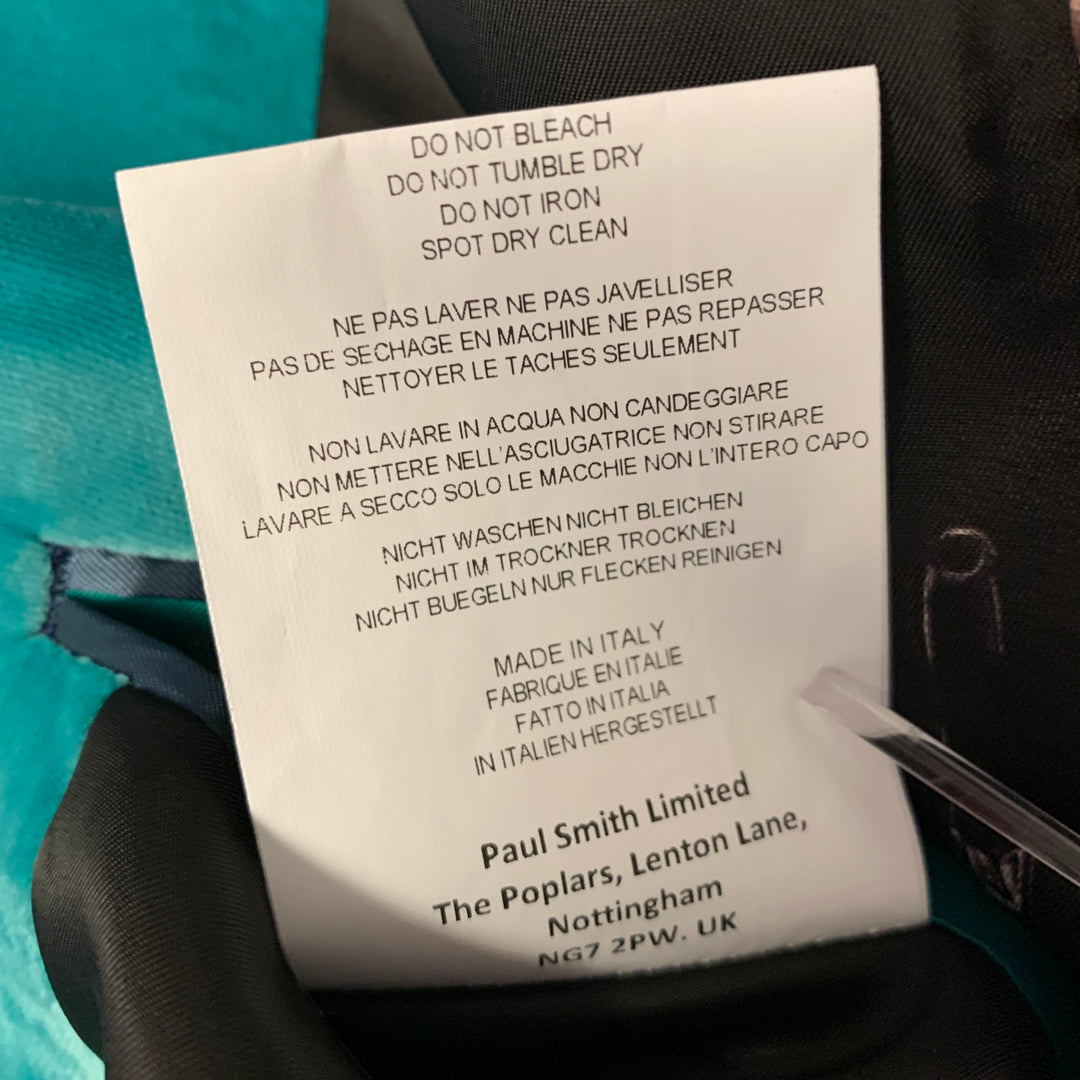 DO NOT BLEACH
DO NOT TUMBLE DRY
DO NOT IRON
SPOT DRY CLEAN
NE PAS LAVER NE PAS JAVELLISER
PAS DE SECHAGE EN MACHINE NE PAS REPASSER
NETTOYER LE TACHES SEULEMENT
NON LAVARE IN ACQUA NON CANDEGGIARE
NON METTERE NELL'ASCIUGATRICE NON STIRARE
LAVARE A SECCO SOLO LE MACCHIE NON L'INTERO CAPO
NICHT WASCHEN NICHT BLEICHEN
NICHT IM TROCKNER TROCKNEN
NICHT BUEGELN NUR FLECKEN REINIGEN
MADE IN ITALY
FABRIQUE EN ITALIE
FATTO IN ITALIA
IN ITALIEN HERGESTELLT
Paul Smith Limited
The Poplars, Lenton Lane,
Nottingham
NG7 2PW. UK